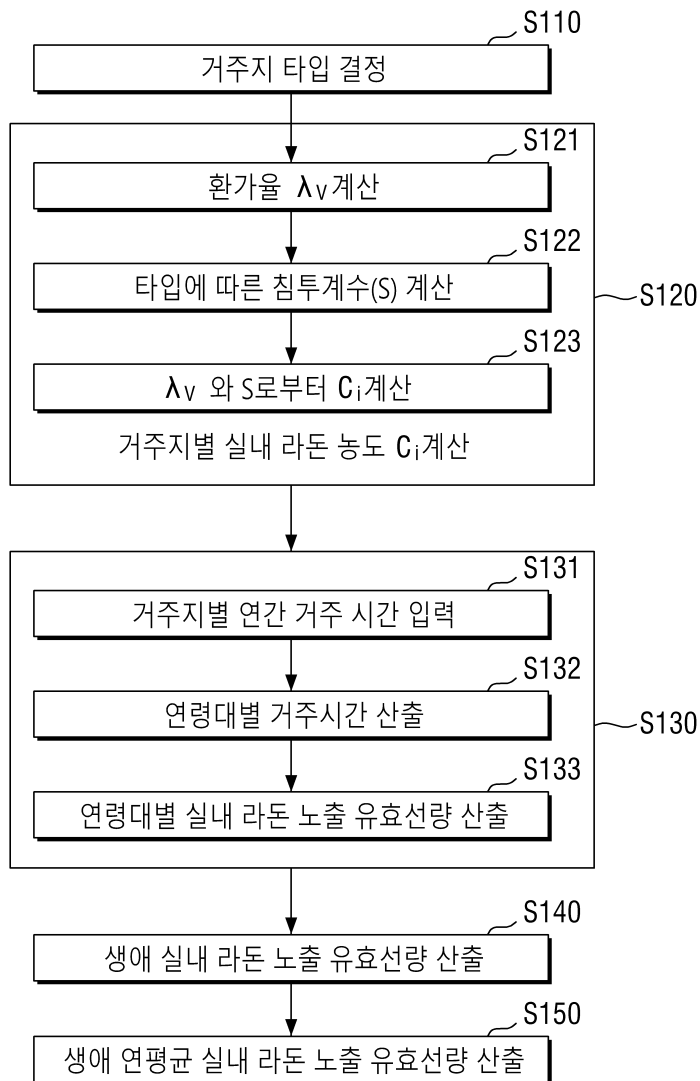 S110
거주지 타입 결정
S121
환가율 λv계산
S122
타입에 따른 침투계수(S) 계산
S120
S123
λv 와 S로부터 Ci계산
거주지별 실내 라돈 농도 Ci계산
S131
거주지별 연간 거주 시간 입력
S132
연령대별 거주시간 산출
S130
S133
연령대별 실내 라돈 노출 유효선량 산출
S140
생애 실내 라돈 노출 유효선량 산출
S150
생애 연평균 실내 라돈 노출 유효선량 산출